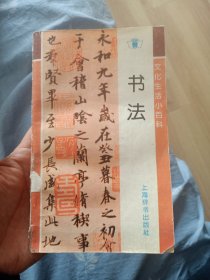 文化生活小百科
书法
上海辞书出版社
永和九年歲在癸丑暮春之初會
于會稽山陰之蘭亭脩稧事
也羣賢畢至少長咸集此地